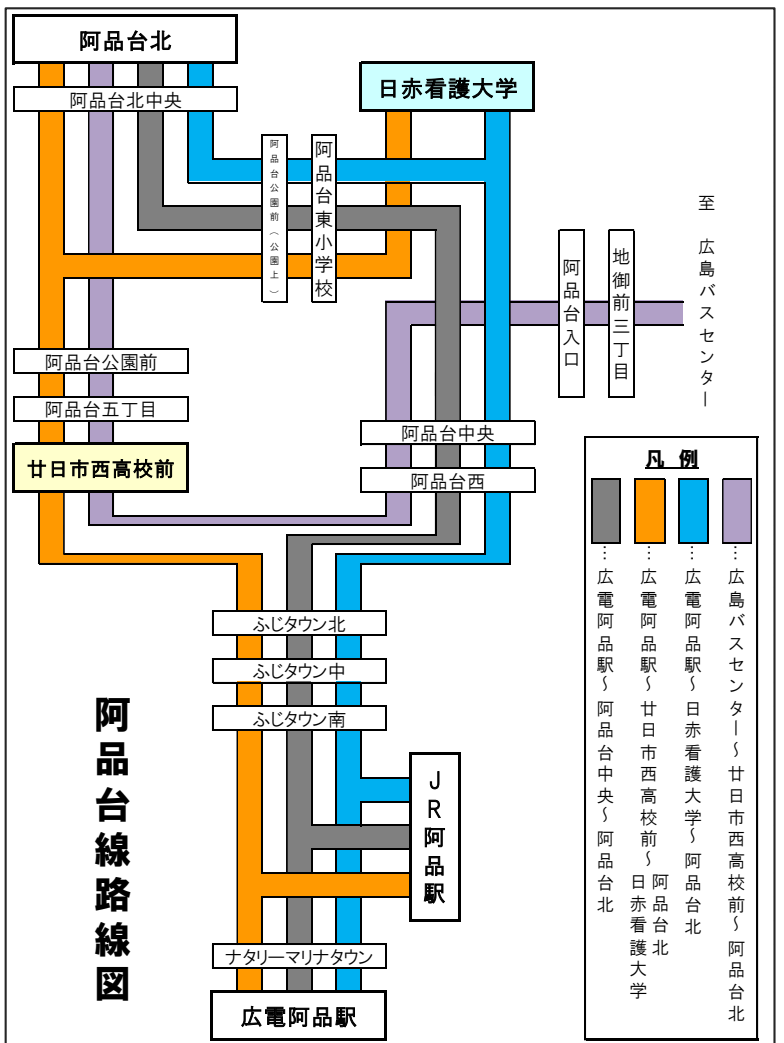 阿品台北
阿品台北中央
日赤看護大学
阿品台公園前（公園上）
阿品台東小学校
阿品台入口
地御前三丁目
至 広島バスセンター
阿品台公園前
阿品台五丁目
廿日市西高校前
阿品台中央
阿品台西
ふじタウン北
ふじタウン中
ふじタウン南
JR阿品駅
ナタリーマリナタウン
広電阿品駅
阿品台線路線図
凡 例
…広島バスセンター～廿日市西高校前～阿品台北
…広電阿品駅～日赤看護大学～阿品台北
…広電阿品駅～廿日市西高校前～阿品台北
日赤看護大学
…広電阿品駅～阿品台中央～阿品台北